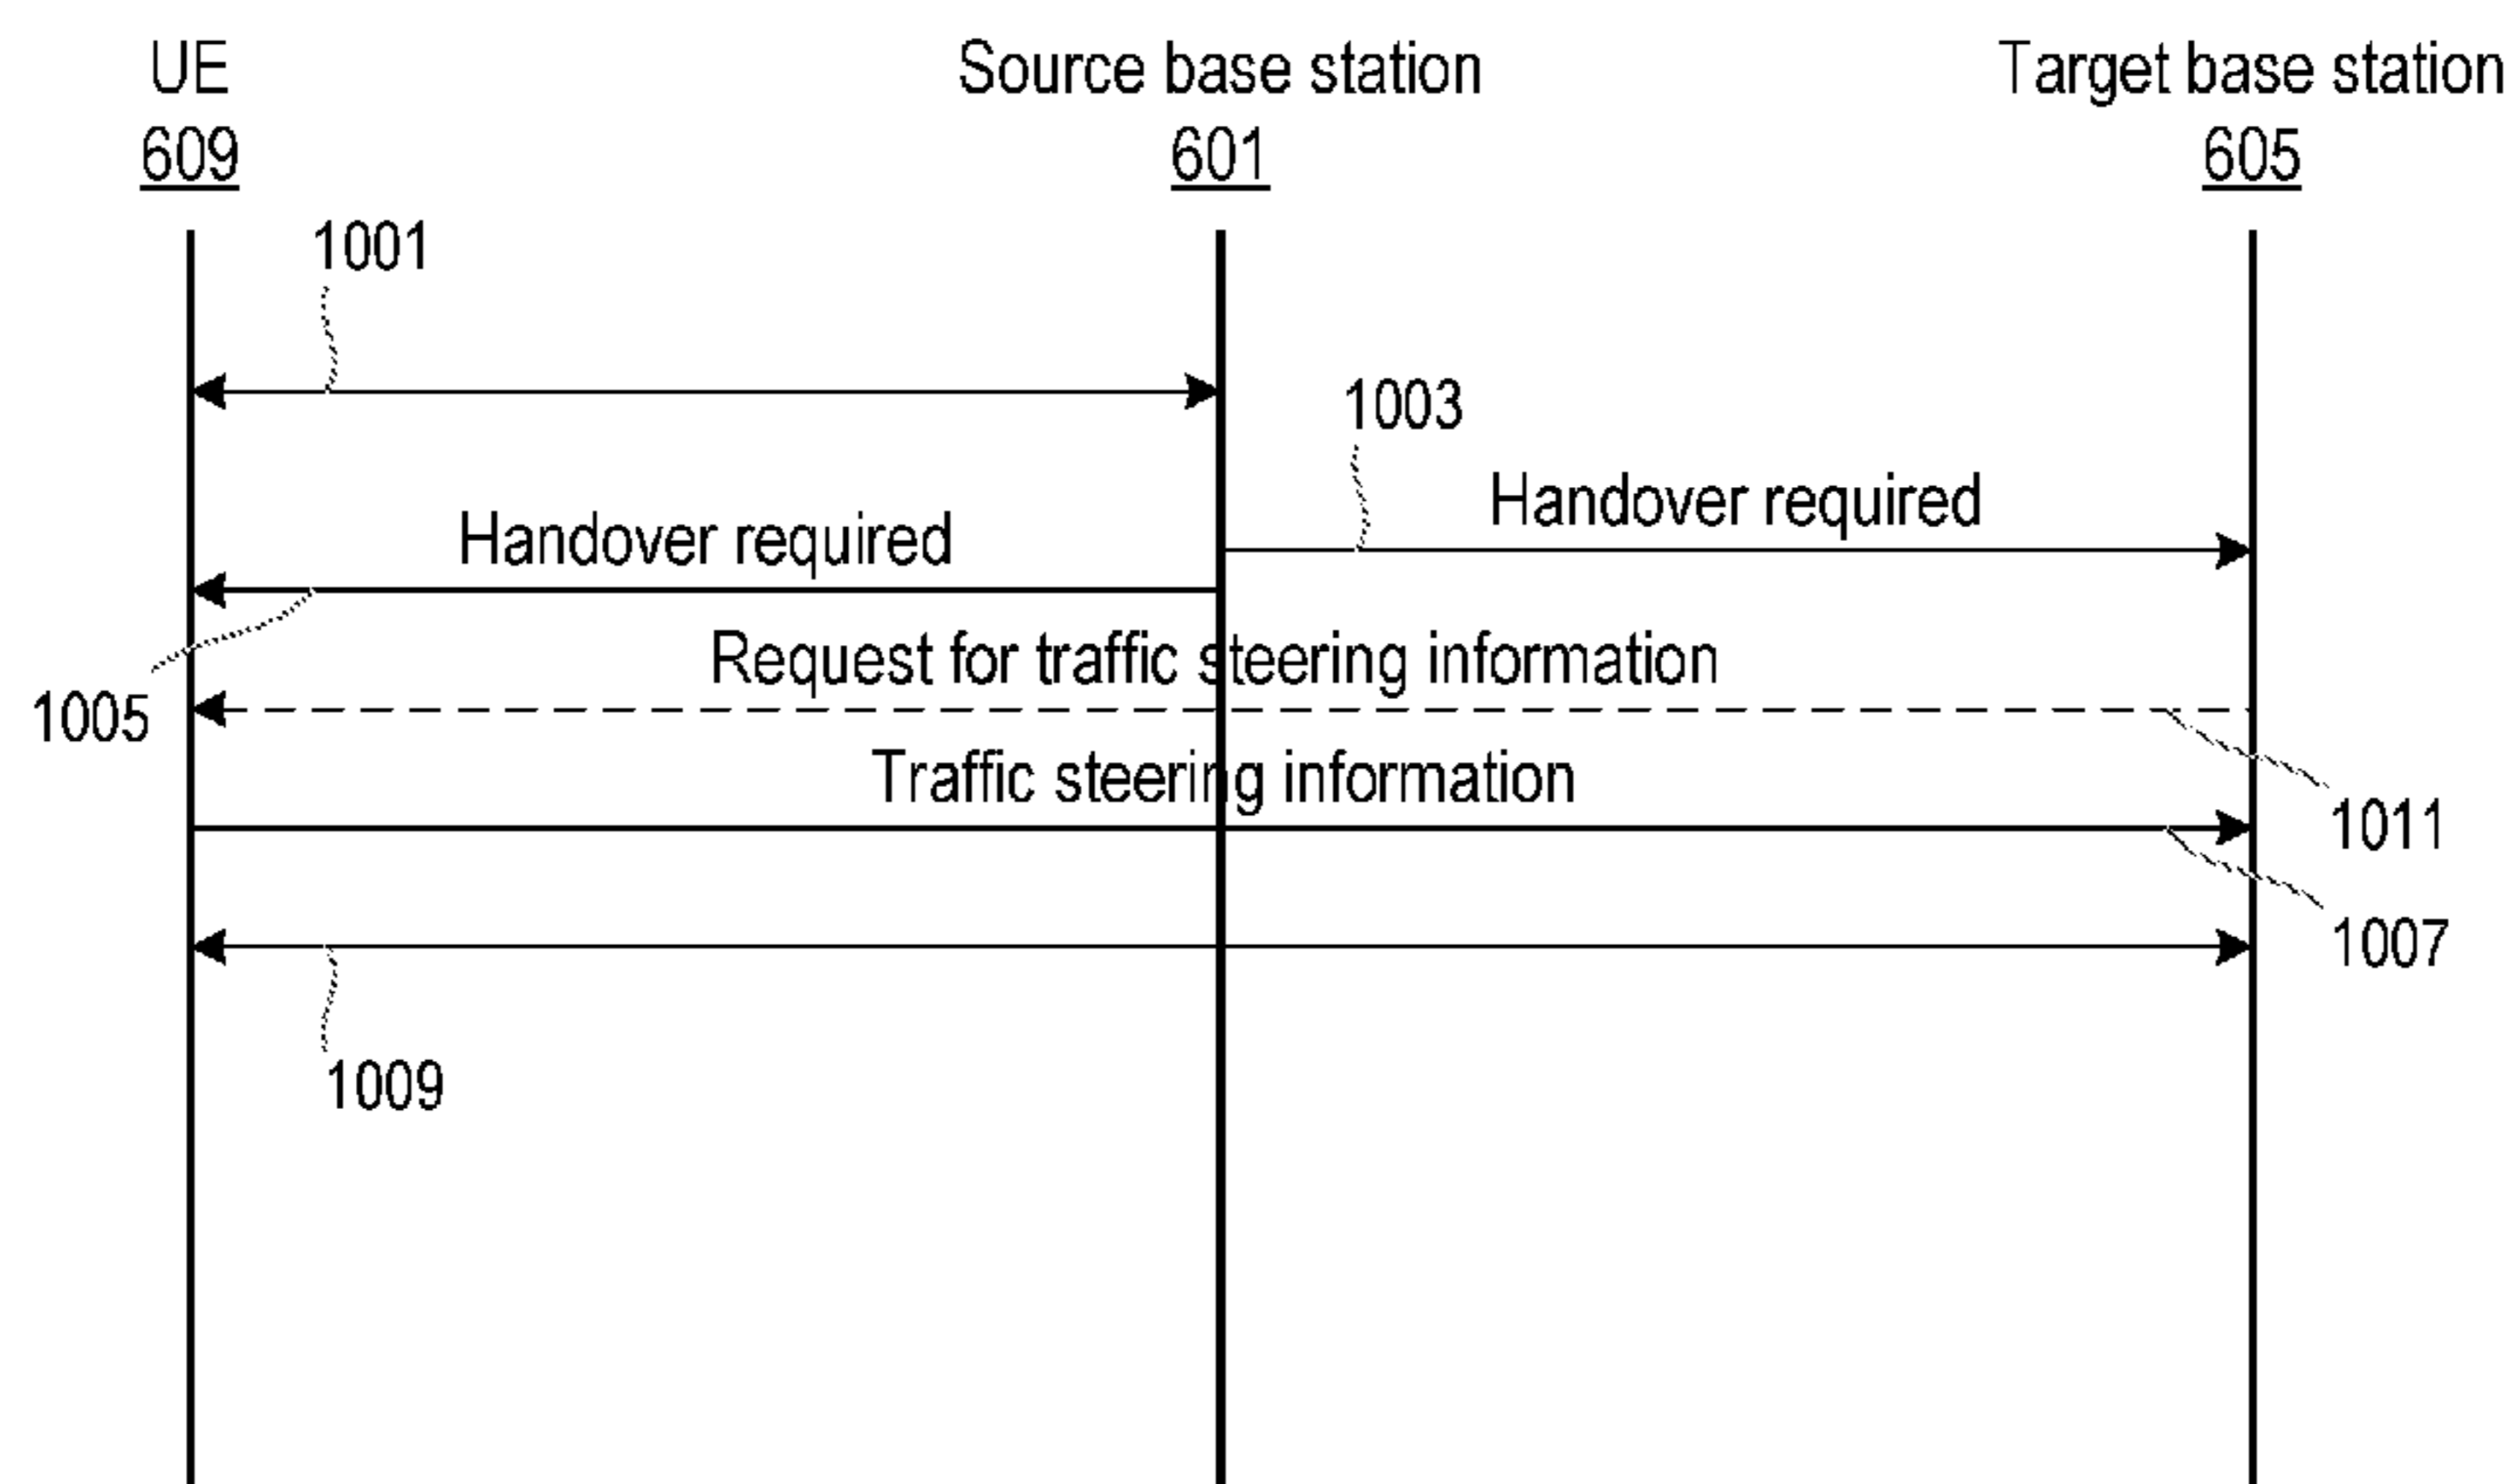 UE
609
Source base station
601
Target base station
605
1001
1003
Handover required
Handover required
Request for traffic steering information
1005
Traffic steering information
1011
1007
1009